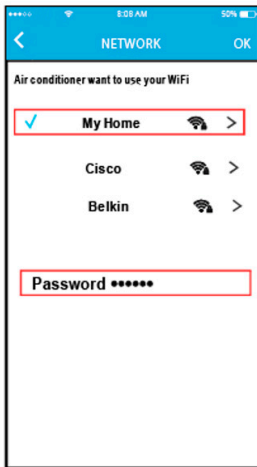 8:08 AM 50%
NETWORK OK
Air conditioner want to use your WiFi
My Home
Cisco
Belkin
Password ••••••